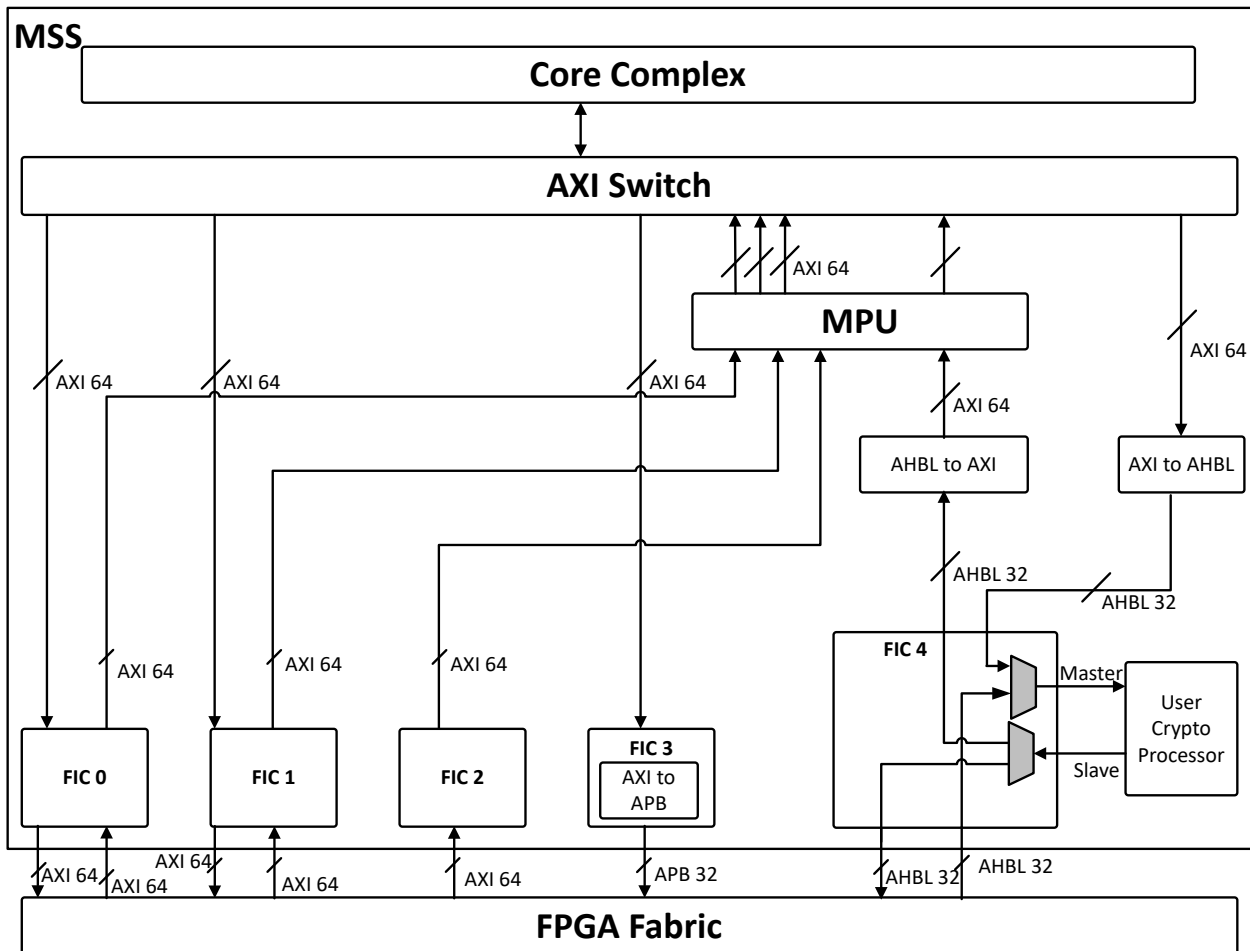 MSS
Core Complex
AXI Switch
AXI 64
MPU
AXI 64
AXI 64
AXI 64
AXI 64
AXI 64
AXI 64
AHBL to AXI
AXI to AHBL
AHBL 32
AHBL 32
FIC 4
AXI 64
AXI 64
AXI 64
Master
User
Crypto
Processor
Slave
FIC 0
FIC 1
FIC 2
FIC 3
AXI to
APB
AXI 64
AXI 64
AXI 64
AXI 64
AXI 64
APB 32
AHBL 32
AHBL 32
FPGA Fabric